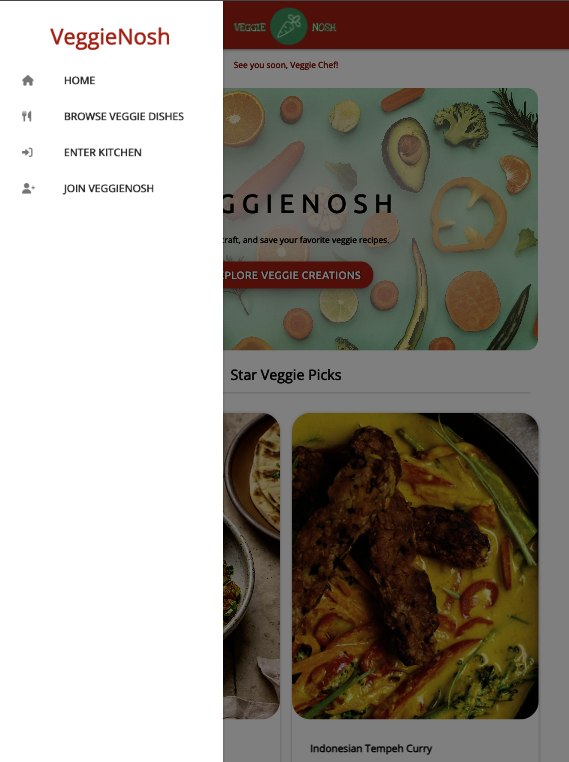 VeggieNosh
HOME
BROWSE VEGGIE DISHES
ENTER KITCHEN
JOIN VEGGIENOSH
VEGGIE NOSH
See you soon, Veggie Chef!
GGIENOSH
craft, and save your favorite veggie recipes.
PLORE VEGGIE CREATIONS
Star Veggie Picks
Indonesian Tempeh Curry